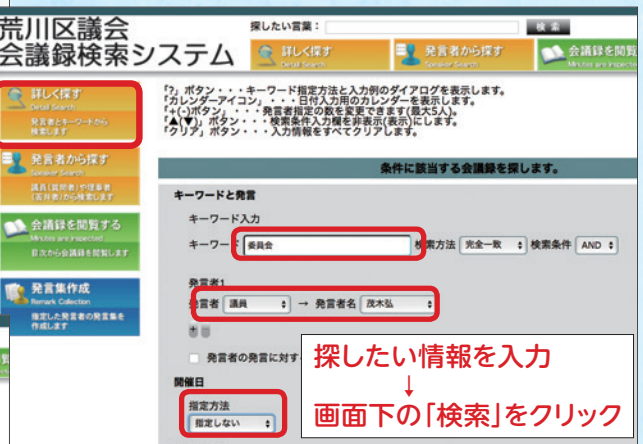 荒川区議会
会議録検索システム
探したい言葉：
検 索
詳しく探す
Detail Search
発言者から探す
Speaker Search
会議録を閲覧
Minutes are inspected
詳しく探す
Detail Search
発言者とキーワードから
検索します
発言者から探す
Speaker Search
議員(質問者)や理事者
(答弁者)から検索します
会議録を閲覧する
Minutes are inspected
目次から会議録を閲覧します
発言集作成
Remark Collection
指定した発言者の発言集を
作成します
「?」ボタン・・・キーワード指定方法と入力例のダイアログを表示します。
「カレンダーアイコン」・・・日付入力用のカレンダーを表示します。
「+(-)ボタン」・・・発言者指定の数を変更できます(最大5人)。
「▲(▼)」ボタン・・・検索条件入力欄を非表示(表示)にします。
「クリア」ボタン・・・入力情報をすべてクリアします。
条件に該当する会議録を探します。
キーワードと発言
キーワード入力
キーワード 委員会 検索方法 完全一致 検索条件 AND
発言者1
発言者 議員 → 発言者名 茂木弘
+
発言者の発言に対す
開催日
指定方法
指定しない
探したい情報を入力
↓
画面下の「検索」をクリック